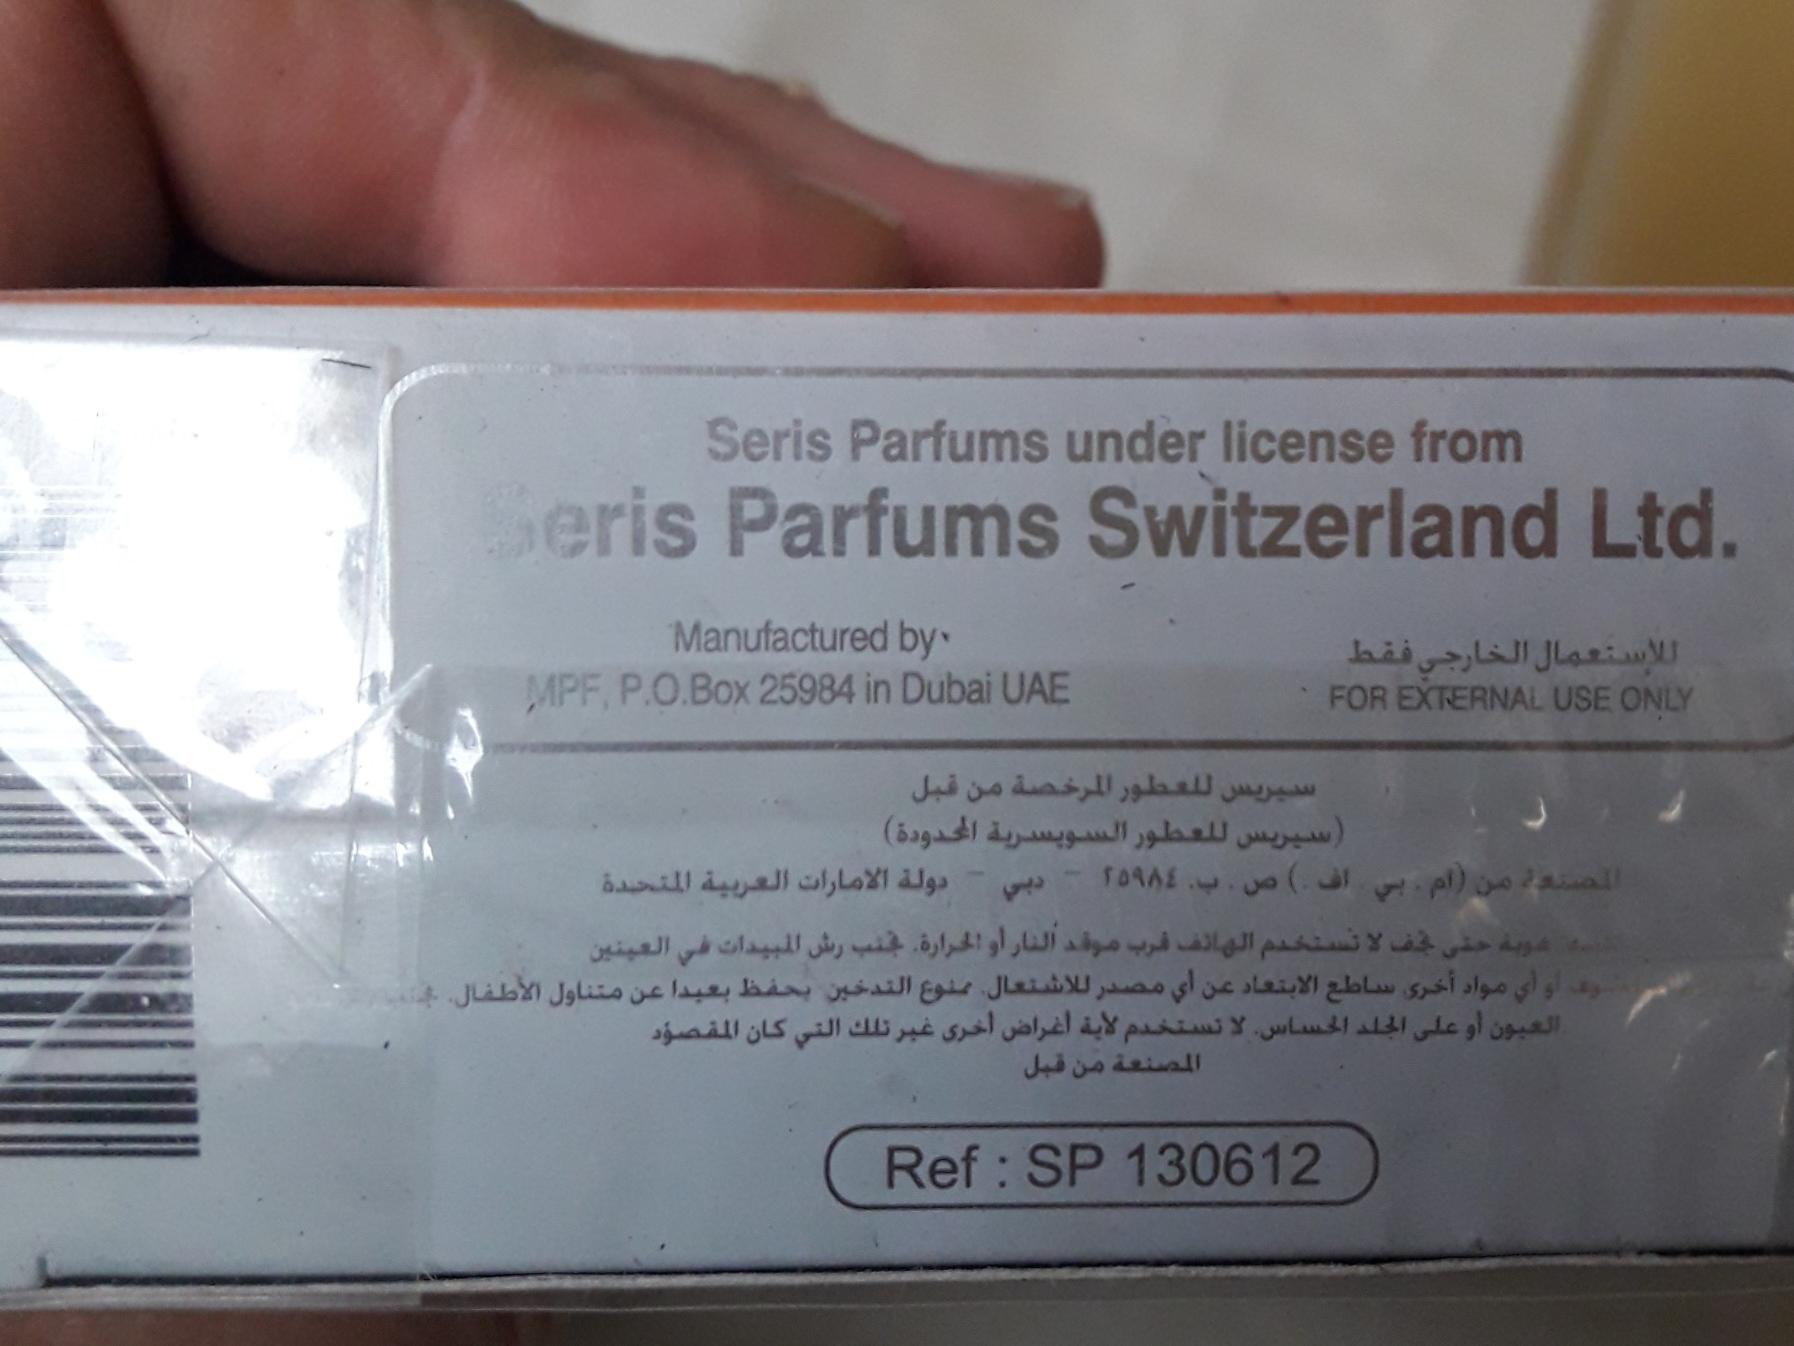 Seris Parfums under license from
Seris Parfums Switzerland Ltd.
Manufactured by
MPF, P.O.Box 25984 in Dubai UAE
للإستعمال الخارجي فقط
FOR EXTERNAL USE ONLY
سيريس للعطور المرخصة من قبل
(سيريس للعطور السويسرية المحدودة)
المصنعة من (ام . بي . اف .) ص . ب. ٢٥٩٨٤ - دبي - دولة الامارات العربية المتحدة
حتى تجف لا تستخدم الهاتف قرب موقد النار أو الحرارة. تجنب رش المبيدات في العينين
أو أي مواد أخرى ساطع الابتعاد عن أي مصدر للاشتعال. ممنوع التدخين يحفظ بعيدا عن متناول الأطفال.
العيون أو على الجلد الحساس. لا تستخدم لأية أغراض أخرى غير تلك التي كان المقصود
المصنعة من قبل
Ref : SP 130612